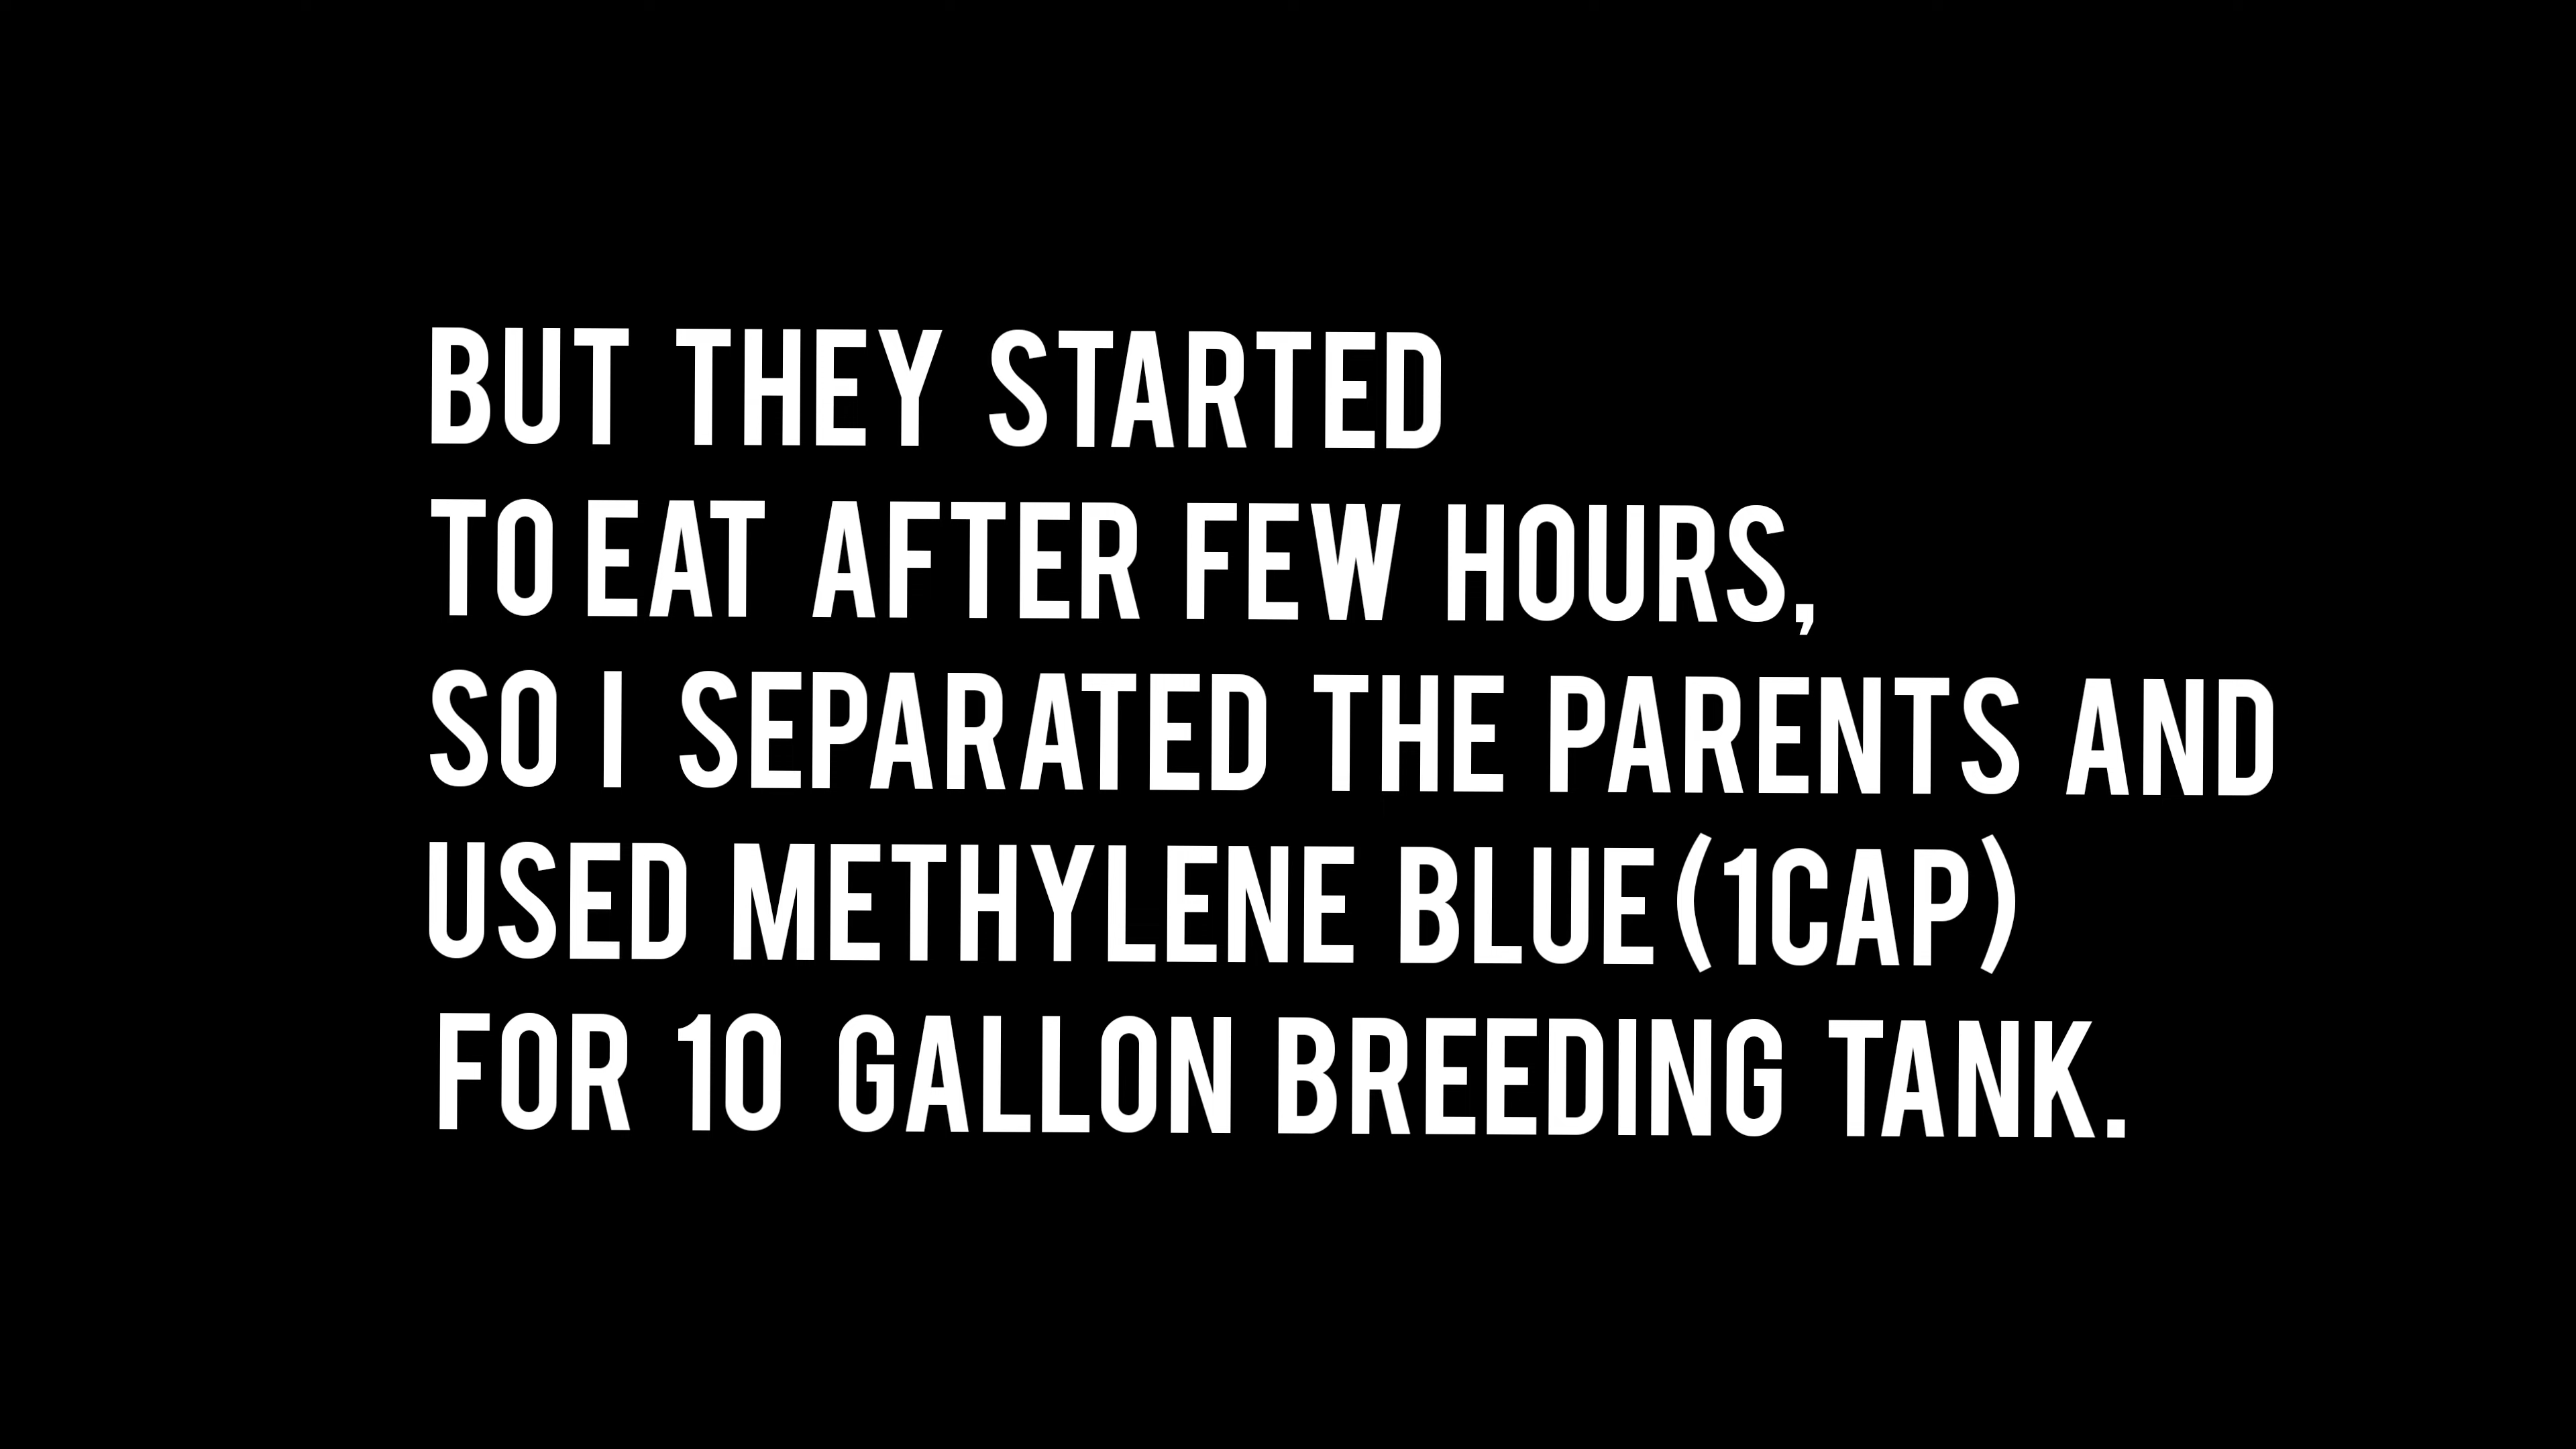 BUT THEY STARTED
TO EAT AFTER FEW HOURS,
SO I SEPARATED THE PARENTS AND
USED METHYLENE BLUE(1CAP)
FOR 10 GALLON BREEDING TANK.